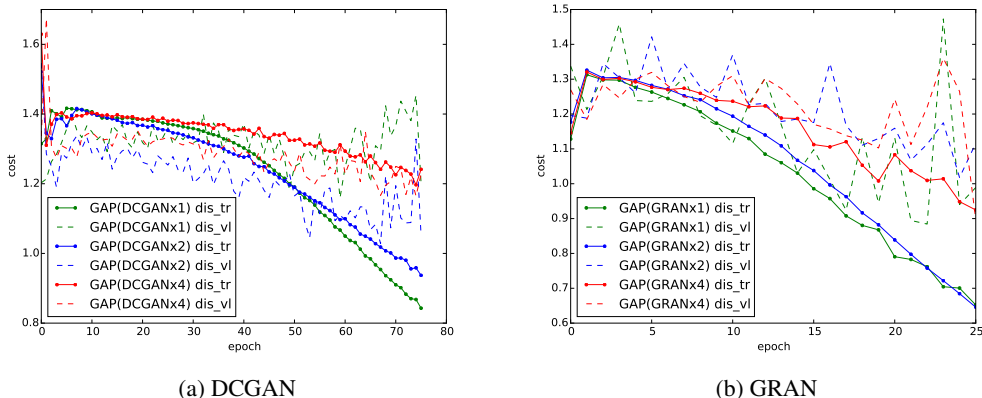 1.6
1.4
1.2
1.0
0.8
cost
0 10 20 30 40 50 60 70 80
epoch
GAP(DCGANx1) dis_tr
GAP(DCGANx1) dis_vl
GAP(DCGANx2) dis_tr
GAP(DCGANx2) dis_vl
GAP(DCGANx4) dis_tr
GAP(DCGANx4) dis_vl
(a) DCGAN
1.5
1.4
1.3
1.2
1.1
1.0
0.9
0.8
0.7
0.6
cost
0 5 10 15 20 25
epoch
GAP(GRANx1) dis_tr
GAP(GRANx1) dis_vl
GAP(GRANx2) dis_tr
GAP(GRANx2) dis_vl
GAP(GRANx4) dis_tr
GAP(GRANx4) dis_vl
(b) GRAN